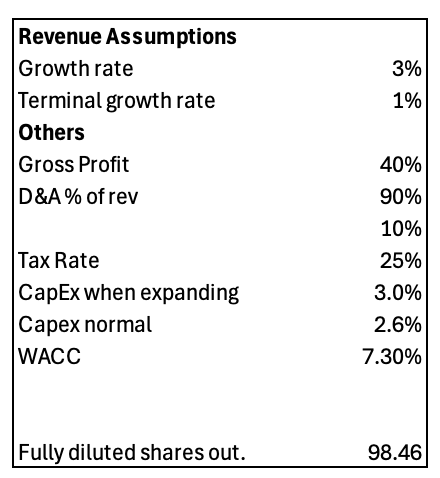 Revenue Assumptions
Growth rate 3%
Terminal growth rate 1%
Others
Gross Profit 40%
D&A % of rev 90%
10%
Tax Rate 25%
CapEx when expanding 3.0%
Capex normal 2.6%
WACC 7.30%
Fully diluted shares out. 98.46